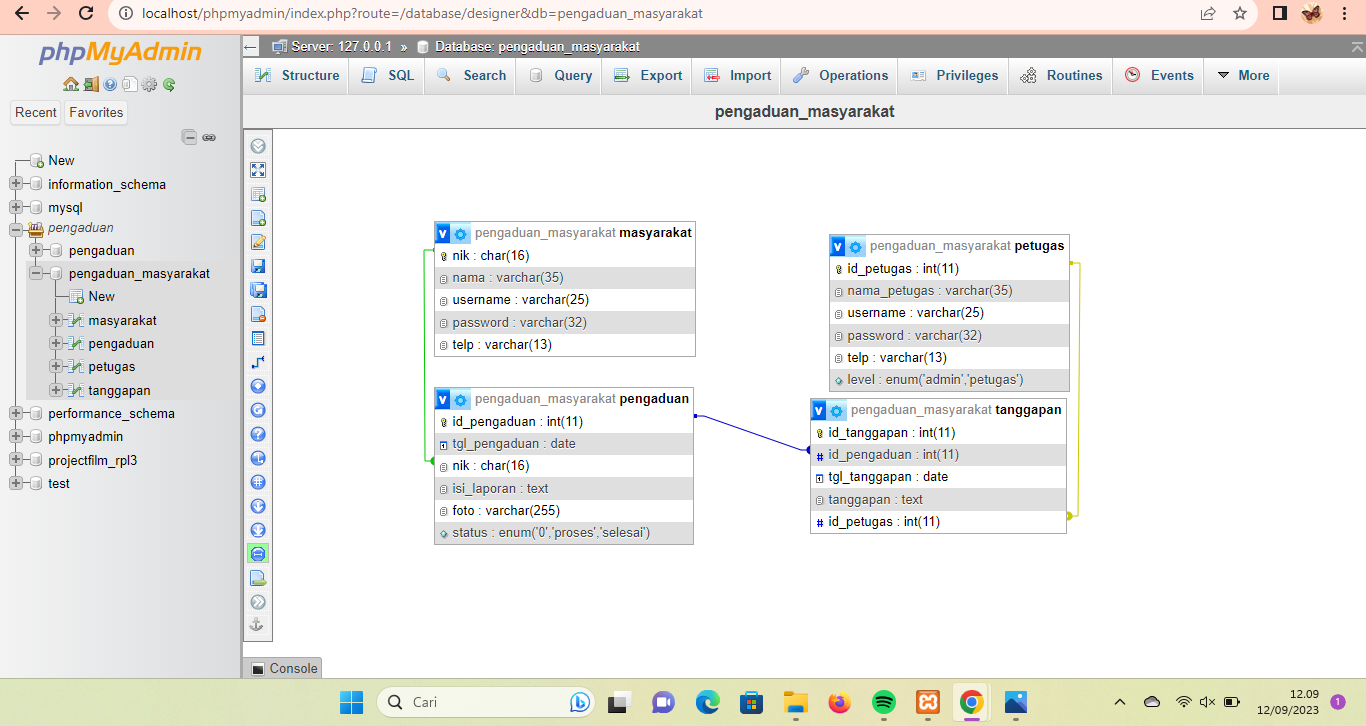 localhost/phpmyadmin/index.php?route=/database/designer&db=pengaduan_masyarakat
phpMyAdmin
Recent Favorites
New
information_schema
mysql
pengaduan
pengaduan
pengaduan_masyarakat
New
masyarakat
pengaduan
petugas
tanggapan
performance_schema
phpmyadmin
projectfilm_rpl3
test
Server: 127.0.0.1 » Database: pengaduan_masyarakat
Structure SQL Search Query Export Import Operations Privileges Routines Events More
pengaduan_masyarakat
v pengaduan_masyarakat masyarakat
nik : char(16)
nama : varchar(35)
username : varchar(25)
password : varchar(32)
telp : varchar(13)
v pengaduan_masyarakat petugas
id_petugas : int(11)
nama_petugas : varchar(35)
username : varchar(25)
password : varchar(32)
telp : varchar(13)
level : enum('admin','petugas')
v pengaduan_masyarakat pengaduan
id_pengaduan : int(11)
tgl_pengaduan : date
nik : char(16)
isi_laporan : text
foto : varchar(255)
status : enum('0','proses','selesai')
v pengaduan_masyarakat tanggapan
id_tanggapan : int(11)
# id_pengaduan : int(11)
tgl_tanggapan : date
tanggapan : text
# id_petugas : int(11)
Console
Cari
12.09
12/09/2023
1